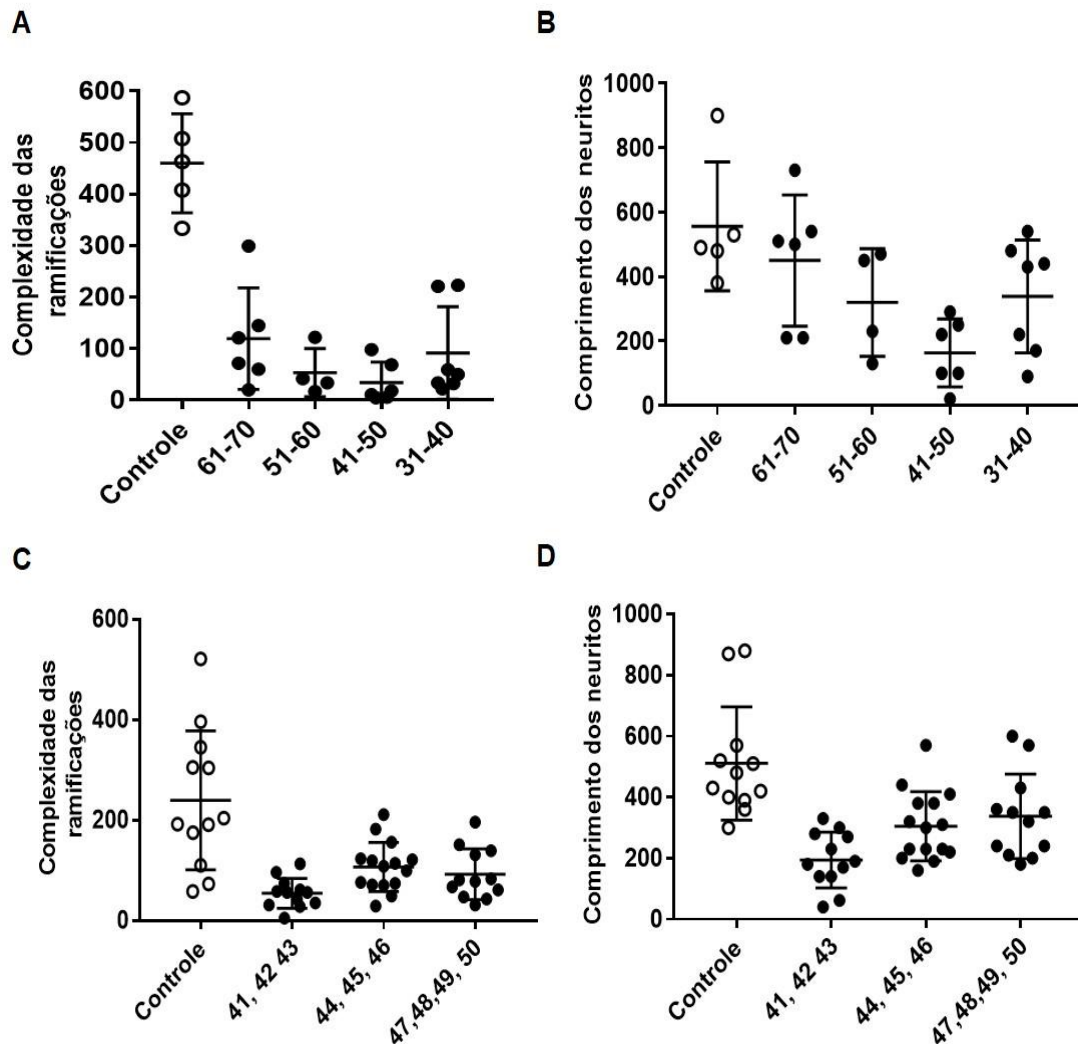 A
Complexidade das
ramificações
600
500
400
300
200
100
0
Controle
61-70
51-60
41-50
31-40
B
Comprimento dos neuritos
1000
800
600
400
200
0
Controle
61-70
51-60
41-50
31-40
C
Complexidade das
ramificações
600
400
200
0
Controle
41, 42 43
44, 45, 46
47,48,49, 50
D
Comprimento dos neuritos
1000
800
600
400
200
0
Controle
41, 42 43
44, 45, 46
47,48,49, 50